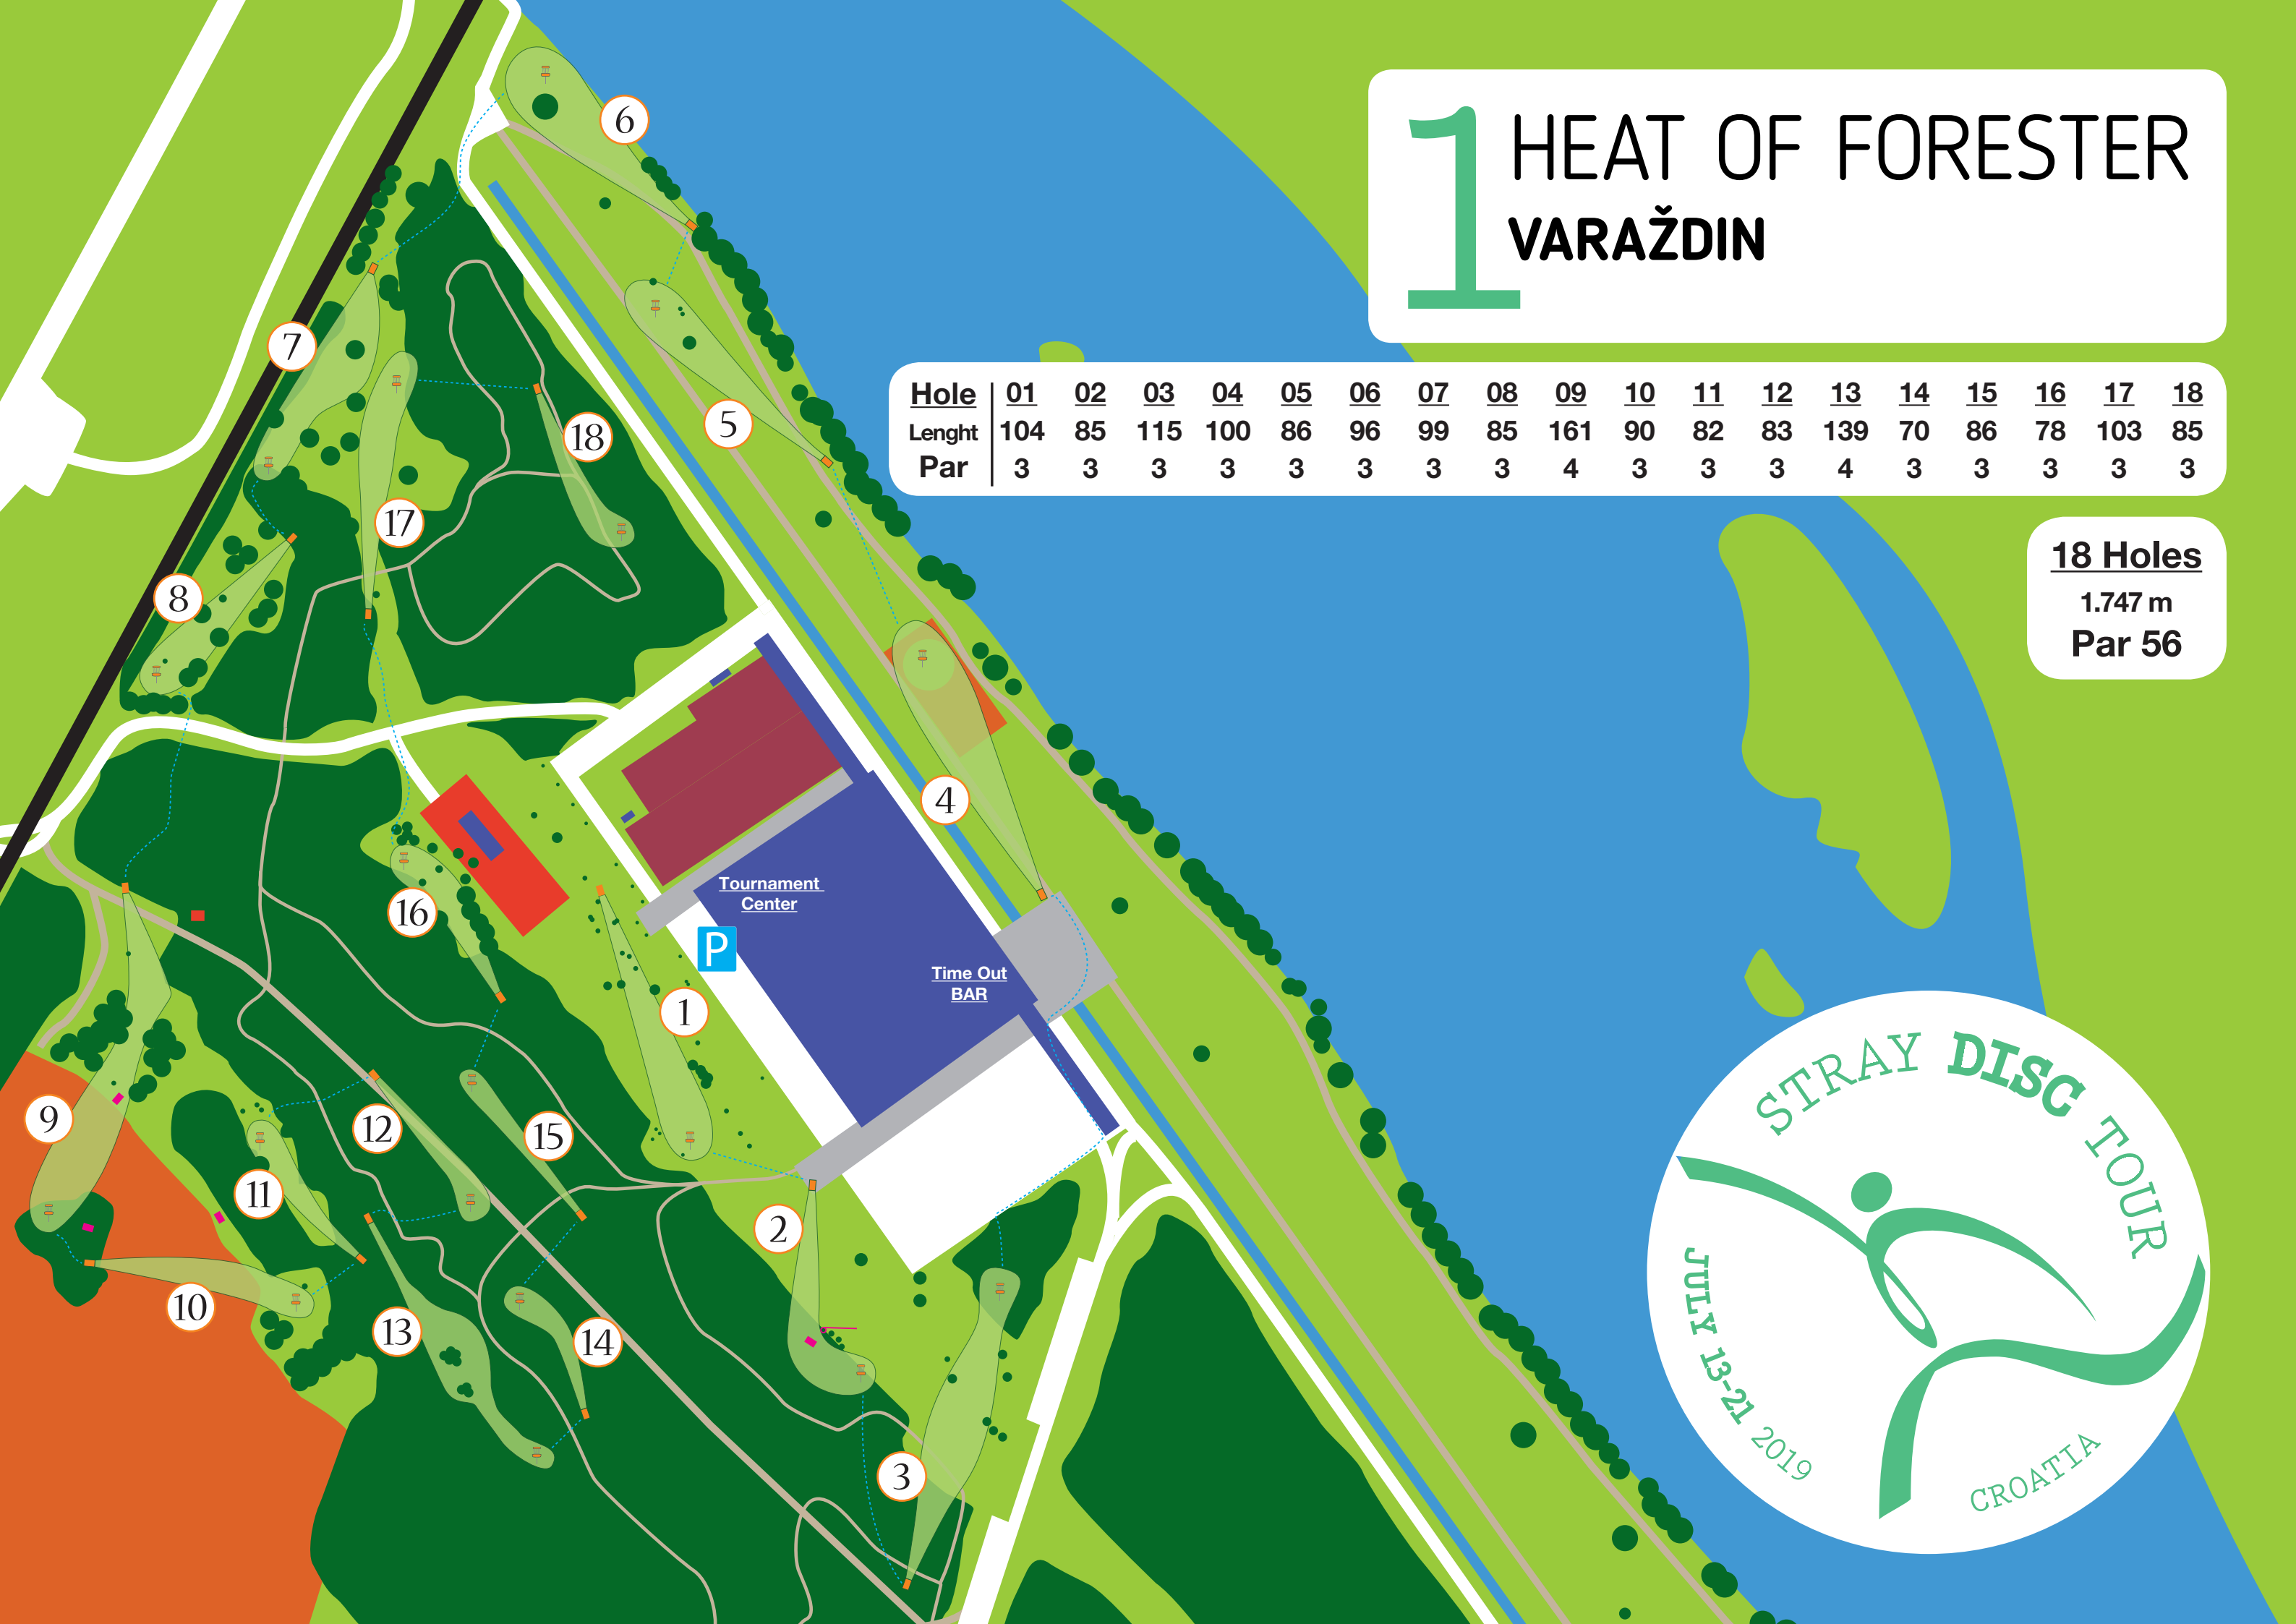 1
HEAT OF FORESTER
VARAŽDIN
Hole 01 02 03 04 05 06 07 08 09 10 11 12 13 14 15 16 17 18
Lenght 104 85 115 100 86 96 99 85 161 90 82 83 139 70 86 78 103 85
Par 3 3 3 3 3 3 3 3 4 3 3 3 4 3 3 3 3 3
18 Holes
1.747 m
Par 56
6
7
5
18
17
8
4
Tournament
Center
16
P
Time Out
BAR
1
9
12
15
11
2
10
13
14
3
STRAY DISC TOUR
JULY 13-21 2019
CROATIA